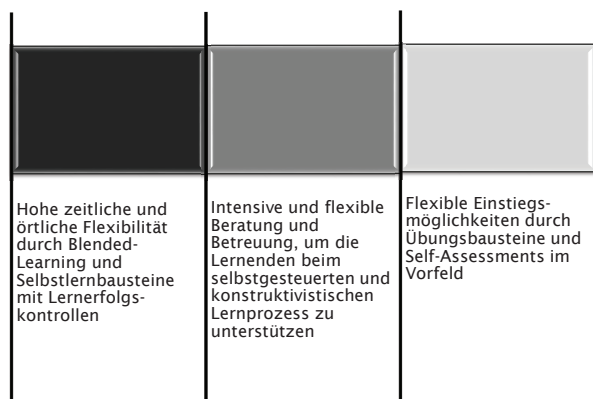 Hohe zeitliche und
örtliche Flexibilität
durch Blended-
Learning und
Selbstlernbausteine
mit Lernerfolgs-
kontrollen
Intensive und flexible
Beratung und
Betreuung, um die
Lernenden beim
selbstgesteuerten und
konstruktivistischen
Lernprozess zu
unterstützen
Flexible Einstiegs-
möglichkeiten durch
Übungsbausteine und
Self-Assessments im
Vorfeld